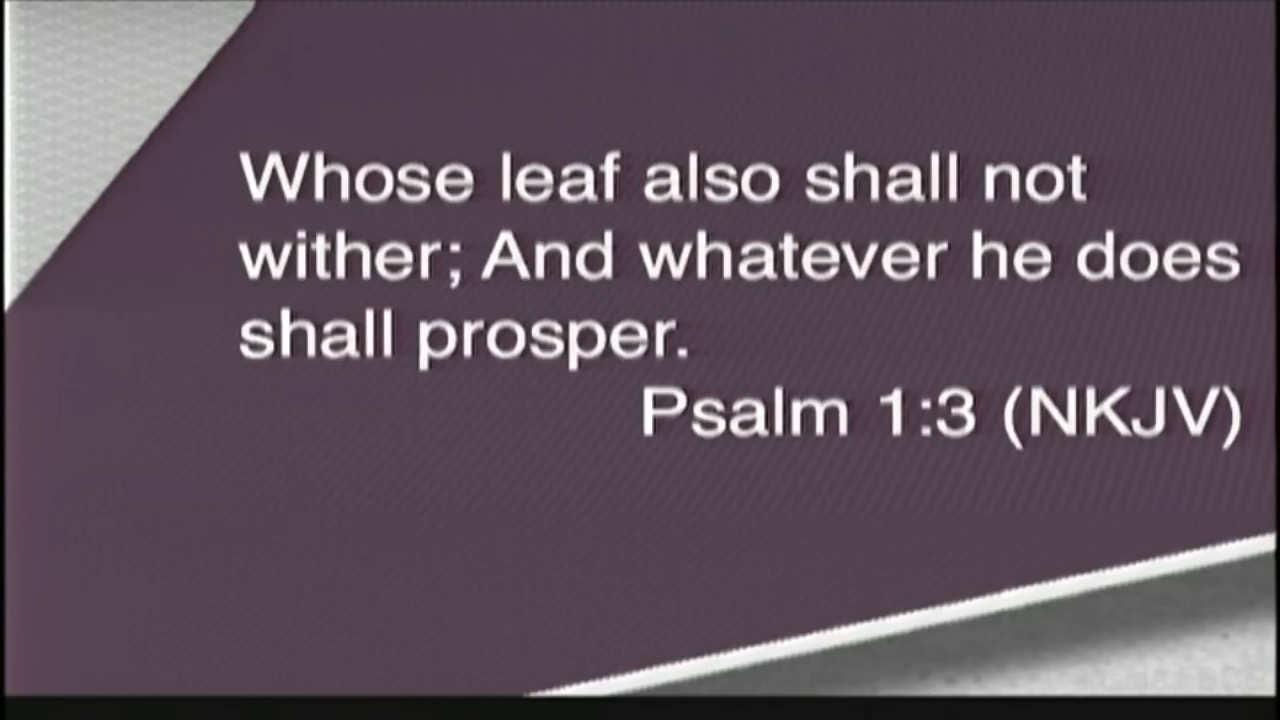 Whose leaf also shall not
wither; And whatever he does
shall prosper.
Psalm 1:3 (NKJV)